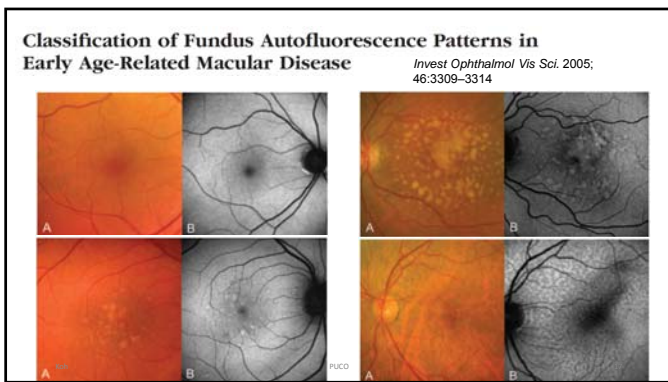 Classification of Fundus Autofluorescence Patterns in
Early Age-Related Macular Disease
Invest Ophthalmol Vis Sci. 2005;
46:3309–3314
A
B
A
B
A
B
PUCO
A
B